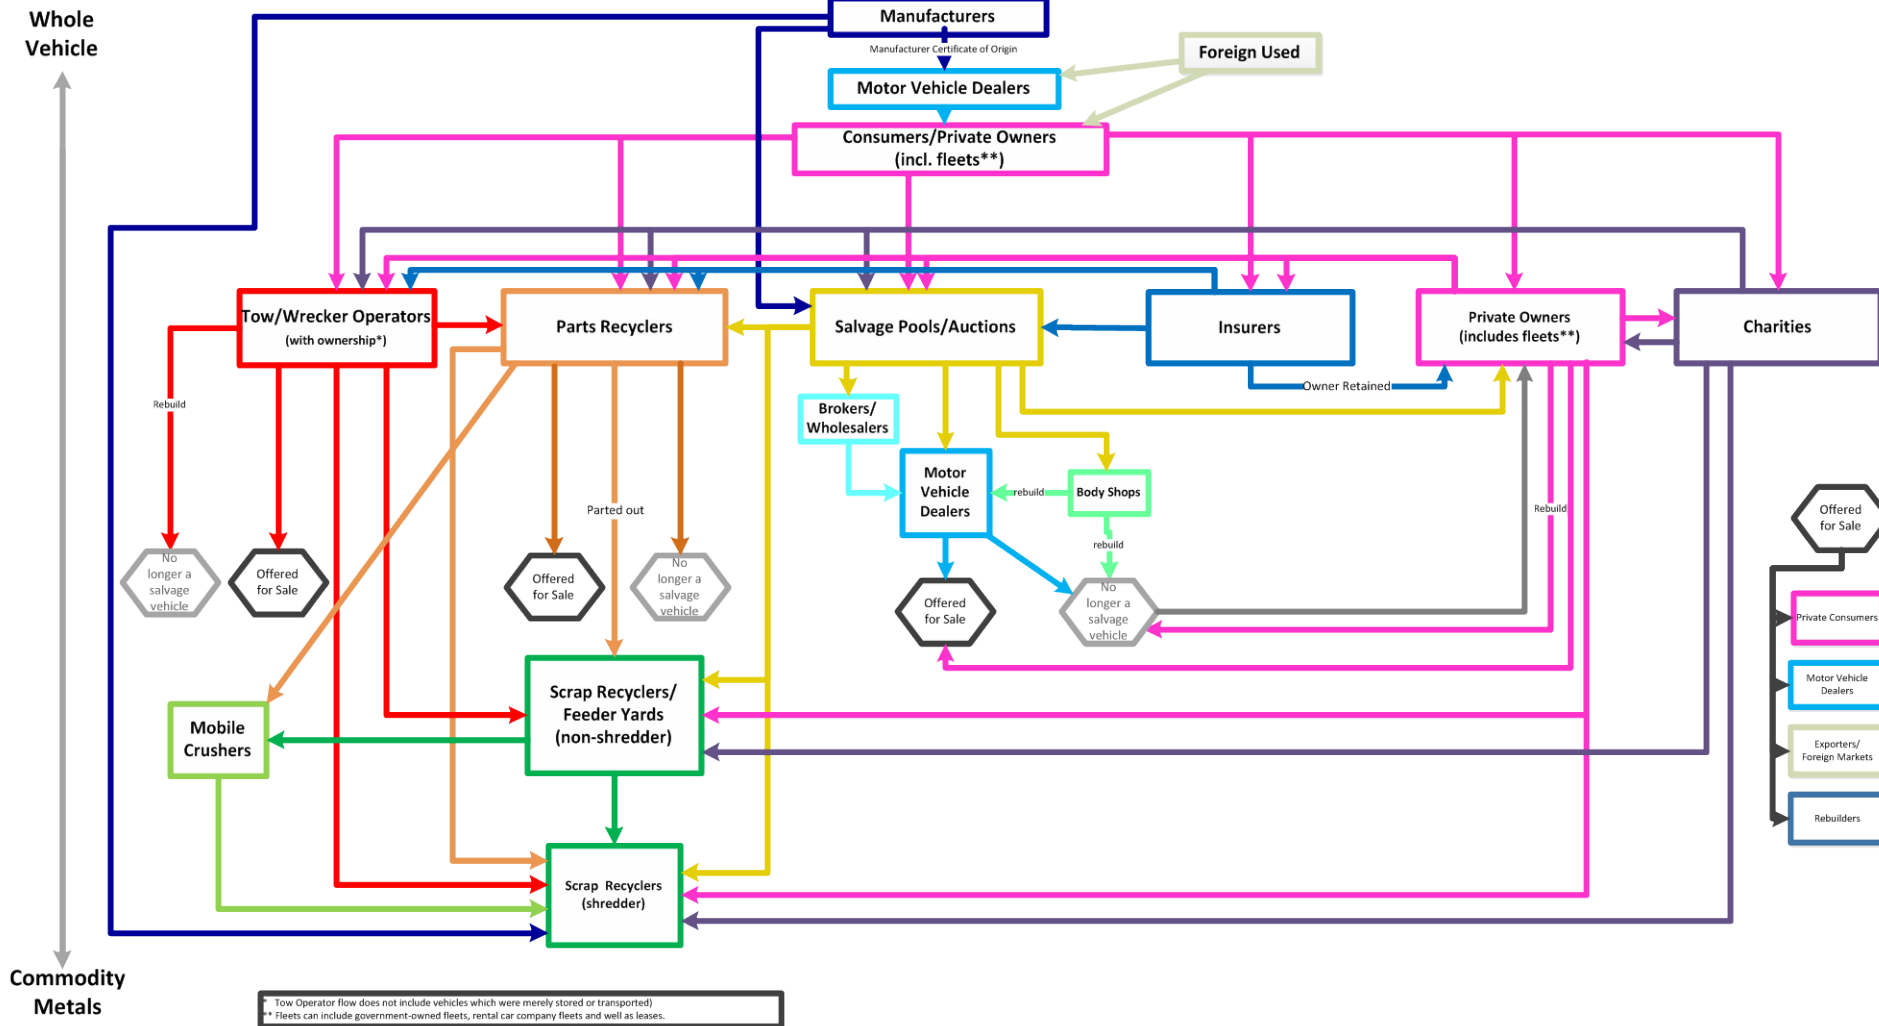 Whole
Vehicle
Manufacturers
Manufacturer Certificate of Origin
Foreign Used
Motor Vehicle Dealers
Consumers/Private Owners
(incl. fleets**)
Tow/Wrecker Operators
(with ownership*)
Parts Recyclers
Salvage Pools/Auctions
Insurers
Private Owners
(includes fleets**)
Charities
Owner Retained
Rebuild
Brokers/
Wholesalers
Motor
Vehicle
Dealers
rebuild
Body Shops
rebuild
Rebuild
Parted out
Offered
for Sale
No
longer a
salvage
vehicle
Offered
for Sale
Offered
for Sale
No
longer a
salvage
vehicle
Offered
for Sale
No
longer a
salvage
vehicle
Private Consumers
Motor Vehicle
Dealers
Exporters/
Foreign Markets
Rebuilders
Scrap Recyclers/
Feeder Yards
(non-shredder)
Mobile
Crushers
Scrap Recyclers
(shredder)
Commodity
Metals
* Tow Operator flow does not include vehicles which were merely stored or transported)
** Fleets can include government-owned fleets, rental car company fleets and well as leases.